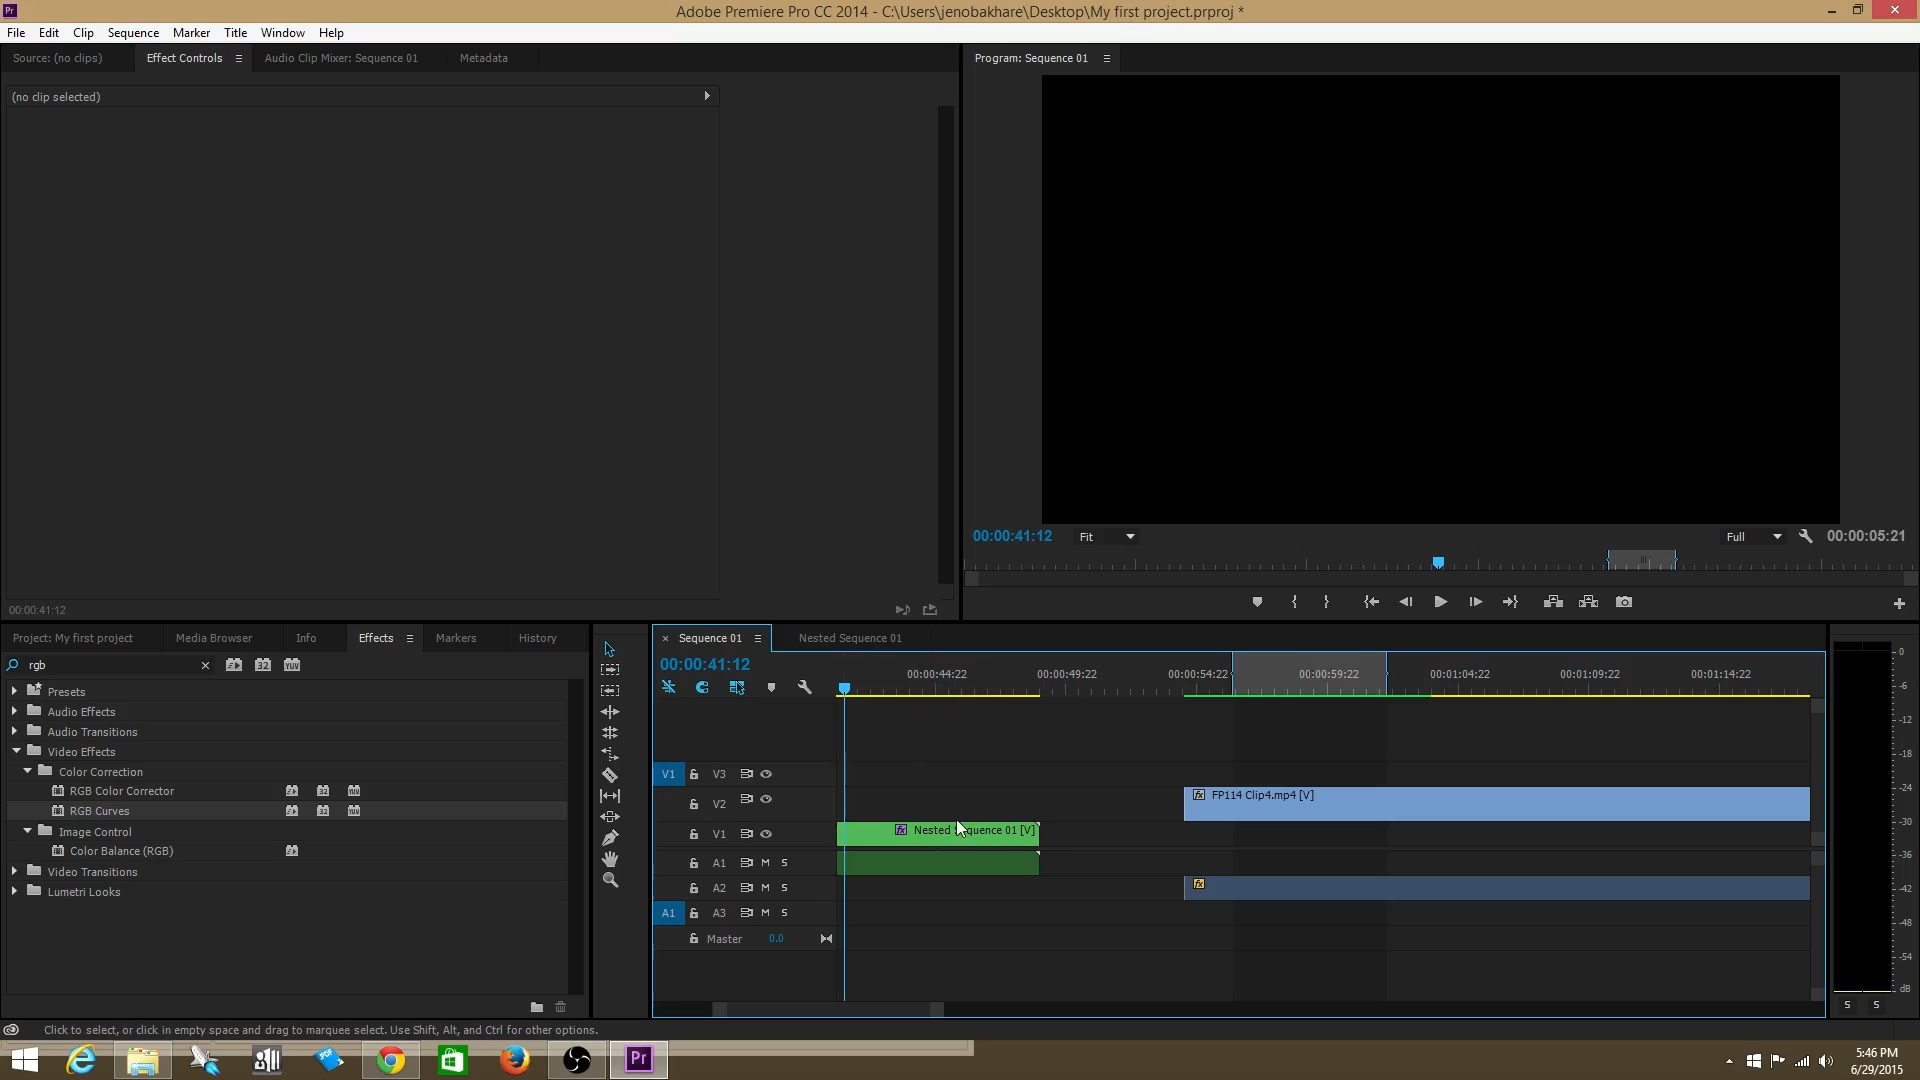 Adobe Premiere Pro CC 2014 - C:\Users\jenobakhare\Desktop\My first project.prproj *
File Edit Clip Sequence Marker Title Window Help
Source: (no clips) Effect Controls Audio Clip Mixer: Sequence 01 Metadata
Program: Sequence 01
(no clip selected)
00:00:41:12 Fit Full 00:00:05:21
00:00:41:12
Project: My first project Media Browser Info Effects Markers History
rgb
32
YUV
Presets
Audio Effects
Audio Transitions
Video Effects
Color Correction
RGB Color Corrector
RGB Curves
Image Control
Color Balance (RGB)
Video Transitions
Lumetri Looks
Sequence 01 Nested Sequence 01
00:00:41:12
00:00:44:22 00:00:49:22 00:00:54:22 00:00:59:22 00:01:04:22 00:01:09:22 00:01:14:22
V1 V3
V2 FP114 Clip4.mp4 [V]
V1 Nested Sequence 01 [V]
A1 M S
A2 M S
A1 A3 M S
Master 0.0
0
-6
-12
-18
-24
-30
-36
-42
-48
-54
dB
S S
Click to select, or click in empty space and drag to marquee select. Use Shift, Alt, and Ctrl for other options.
PDF
Pr
5:46 PM
6/29/2015